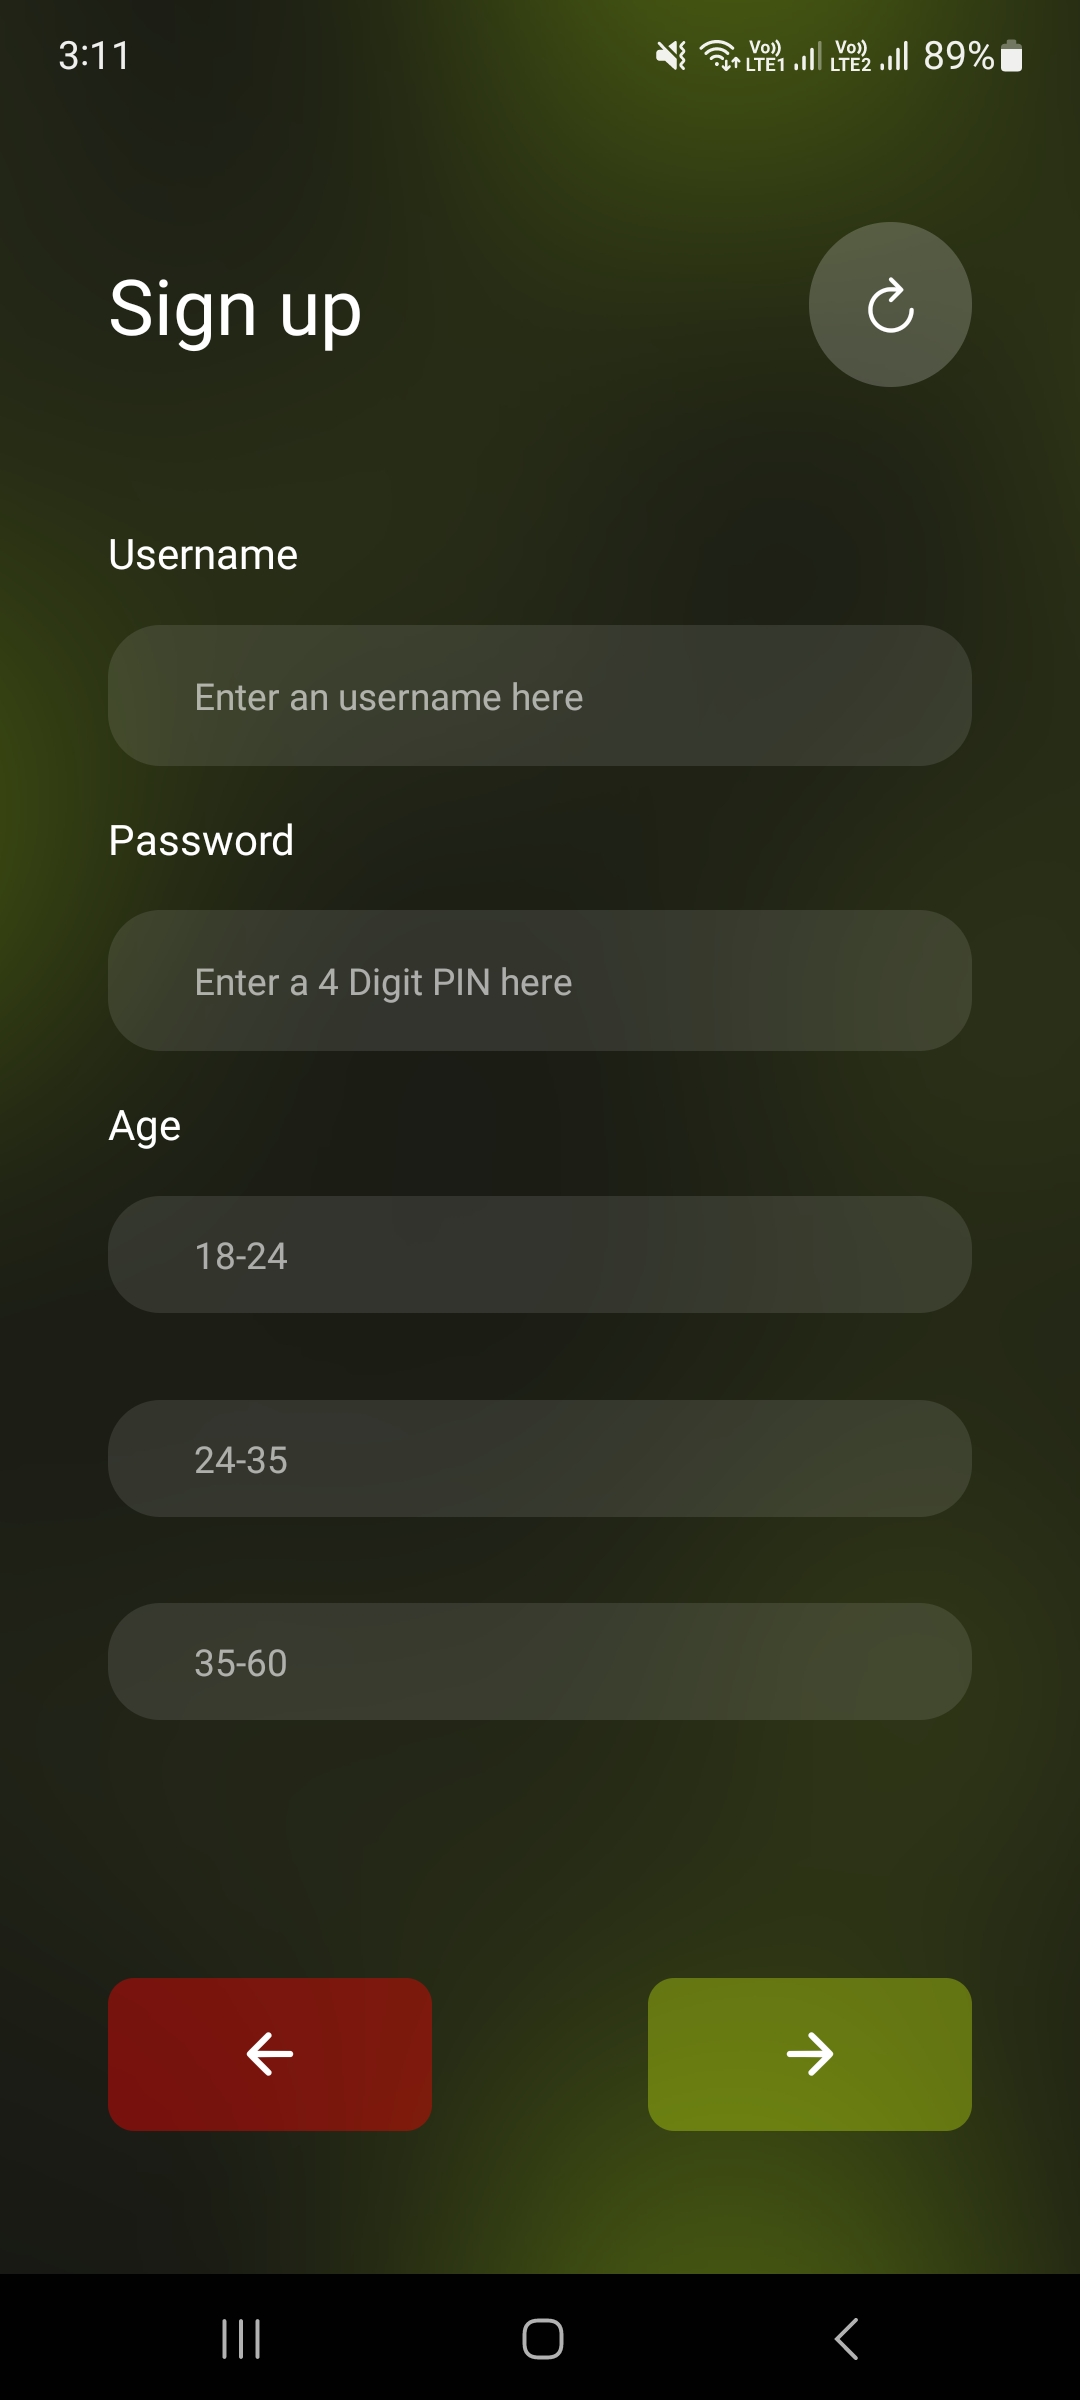 3:11
Vo)) LTE1 Vo)) LTE2 89%
Sign up
Username
Enter an username here
Password
Enter a 4 Digit PIN here
Age
18-24
24-35
35-60